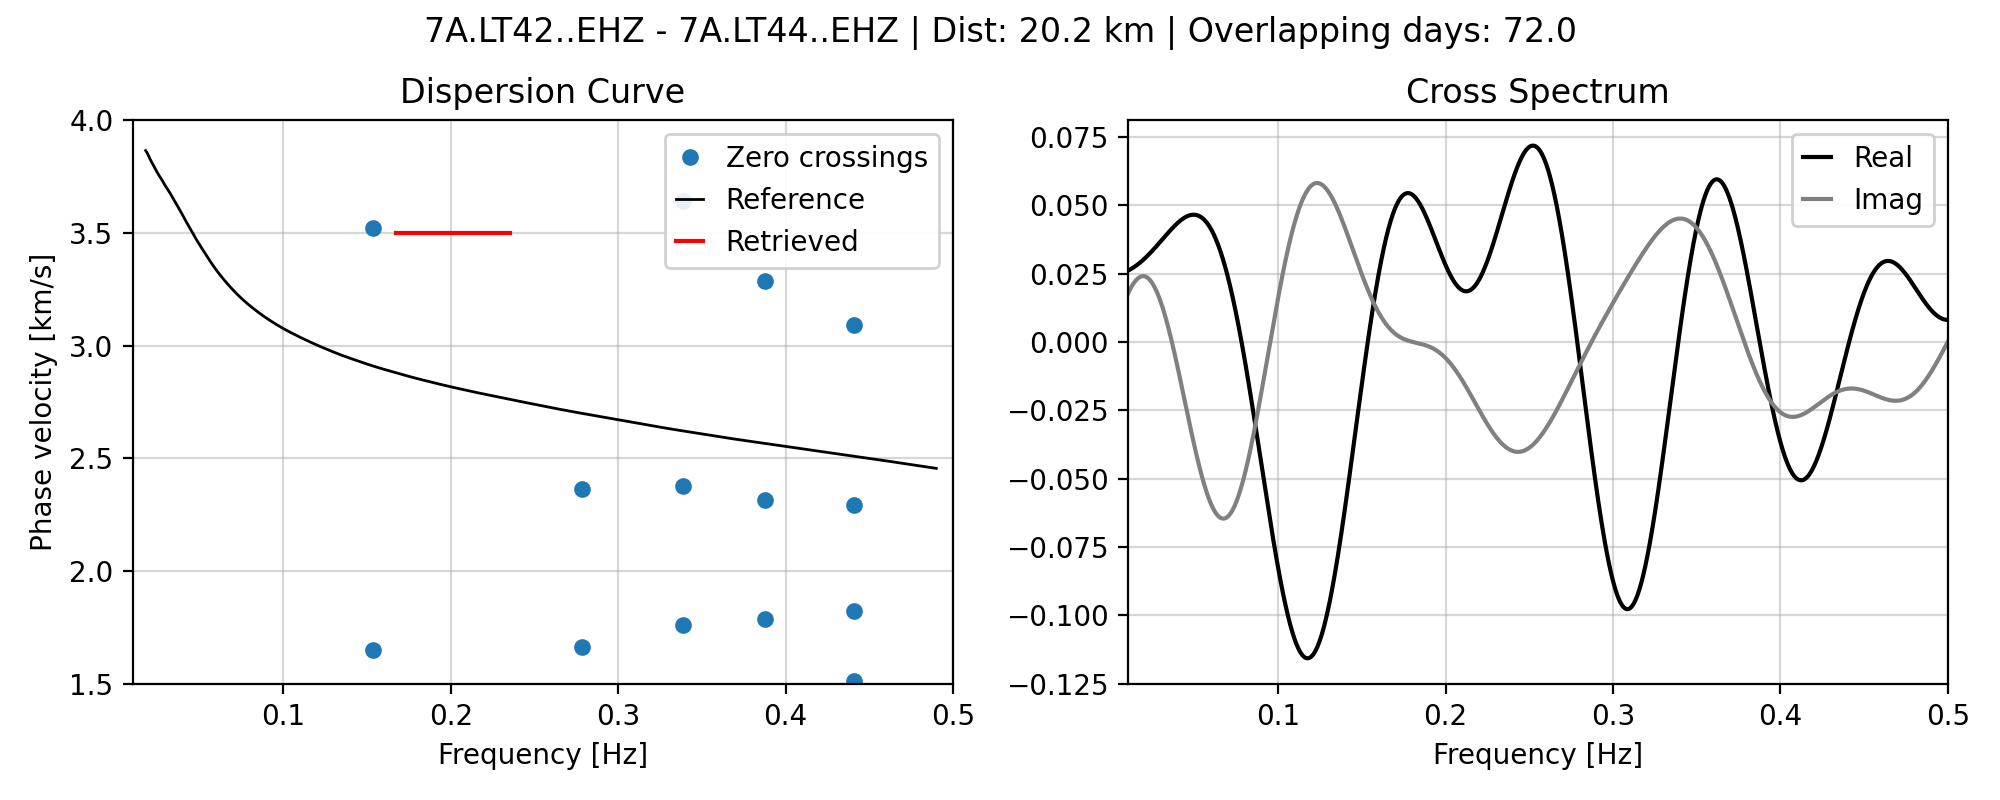 7A.LT42..EHZ - 7A.LT44..EHZ | Dist: 20.2 km | Overlapping days: 72.0
Dispersion Curve
4.0
3.5
3.0
2.5
2.0
1.5
Phase velocity [km/s]
0.1 0.2 0.3 0.4 0.5
Frequency [Hz]
Zero crossings
Reference
Retrieved
Cross Spectrum
0.075
0.050
0.025
0.000
−0.025
−0.050
−0.075
−0.100
−0.125
0.1 0.2 0.3 0.4 0.5
Frequency [Hz]
Real
Imag